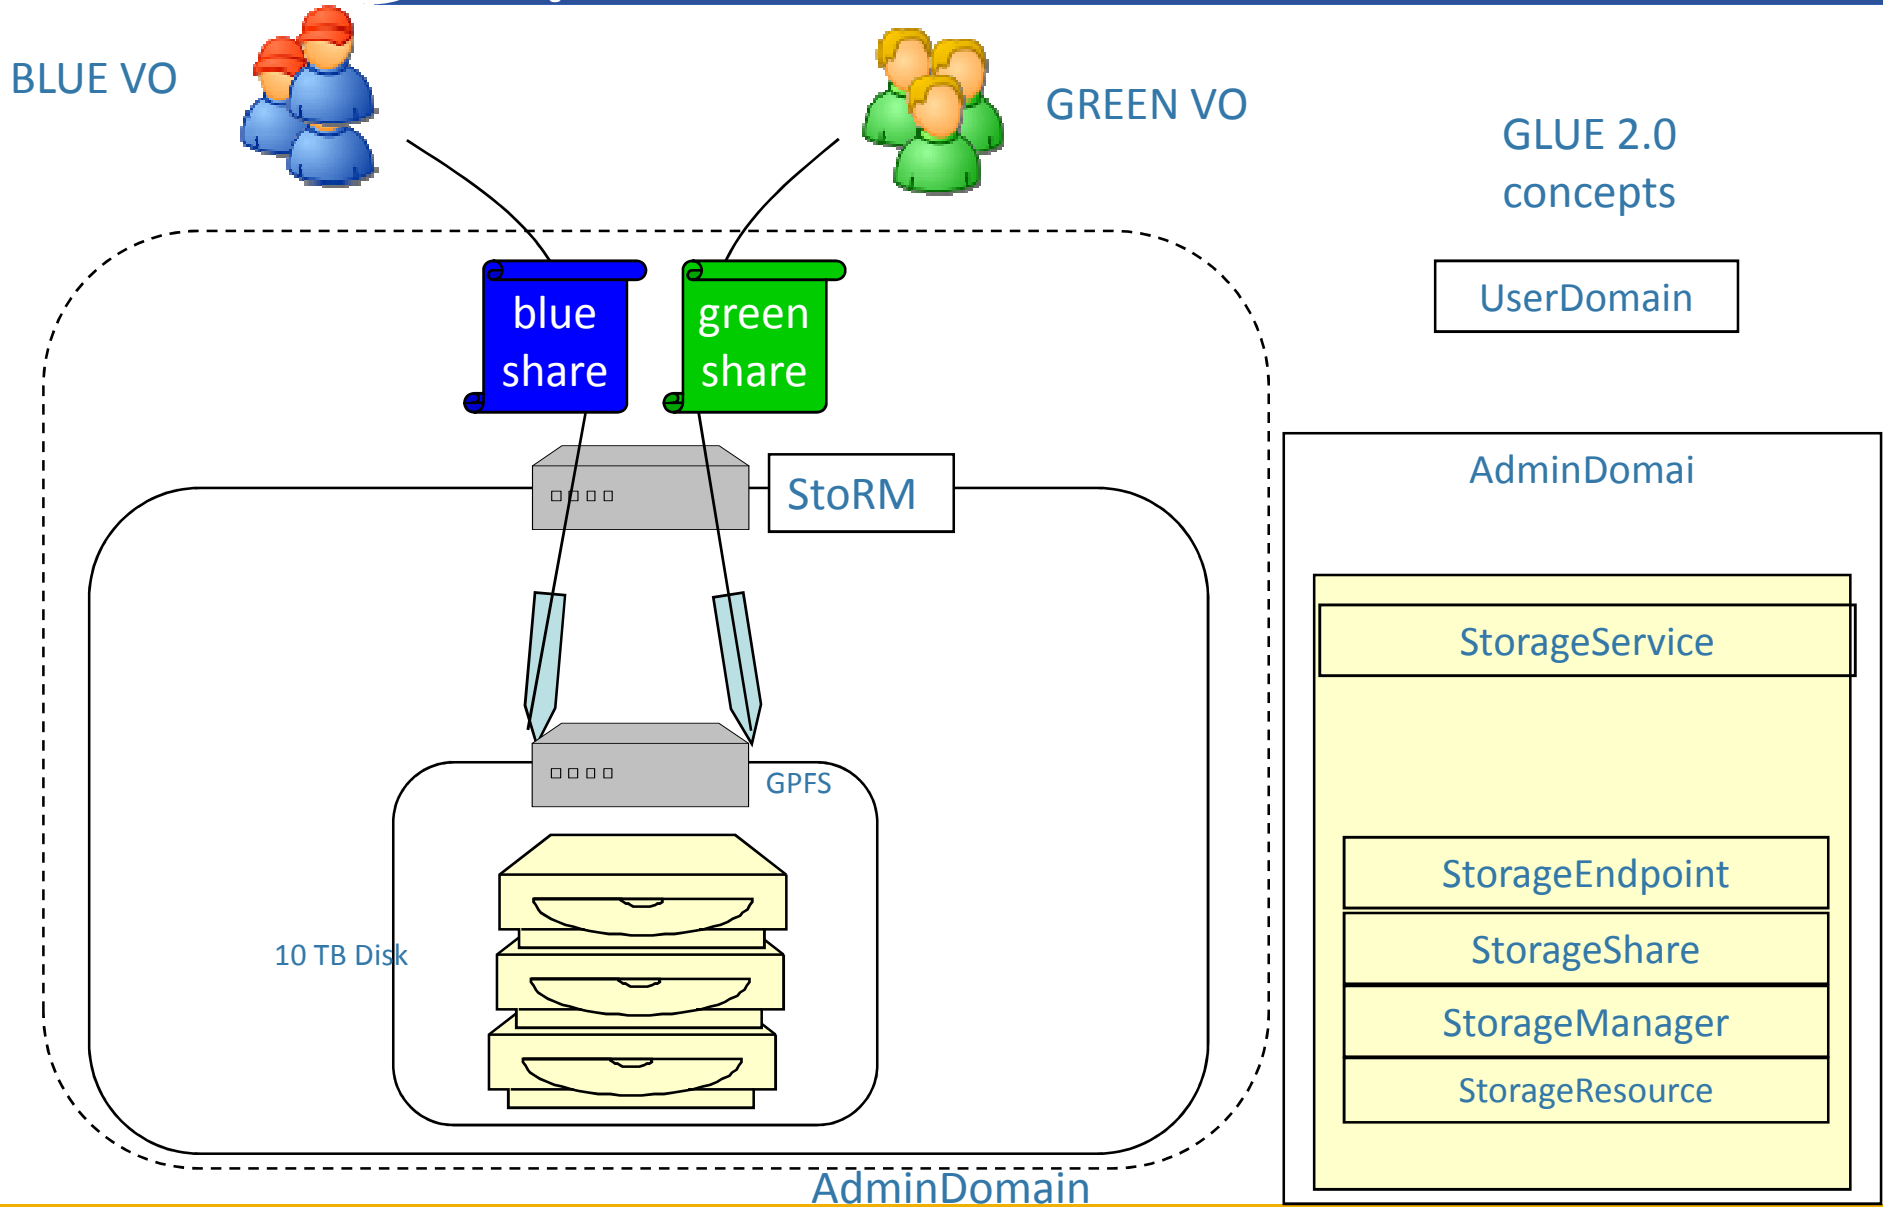 BLUE VO
GREEN VO
GLUE 2.0
concepts
blue
share
green
share
UserDomain
StoRM
AdminDomai
StorageService
GPFS
10 TB Disk
StorageEndpoint
StorageShare
StorageManager
StorageResource
AdminDomain